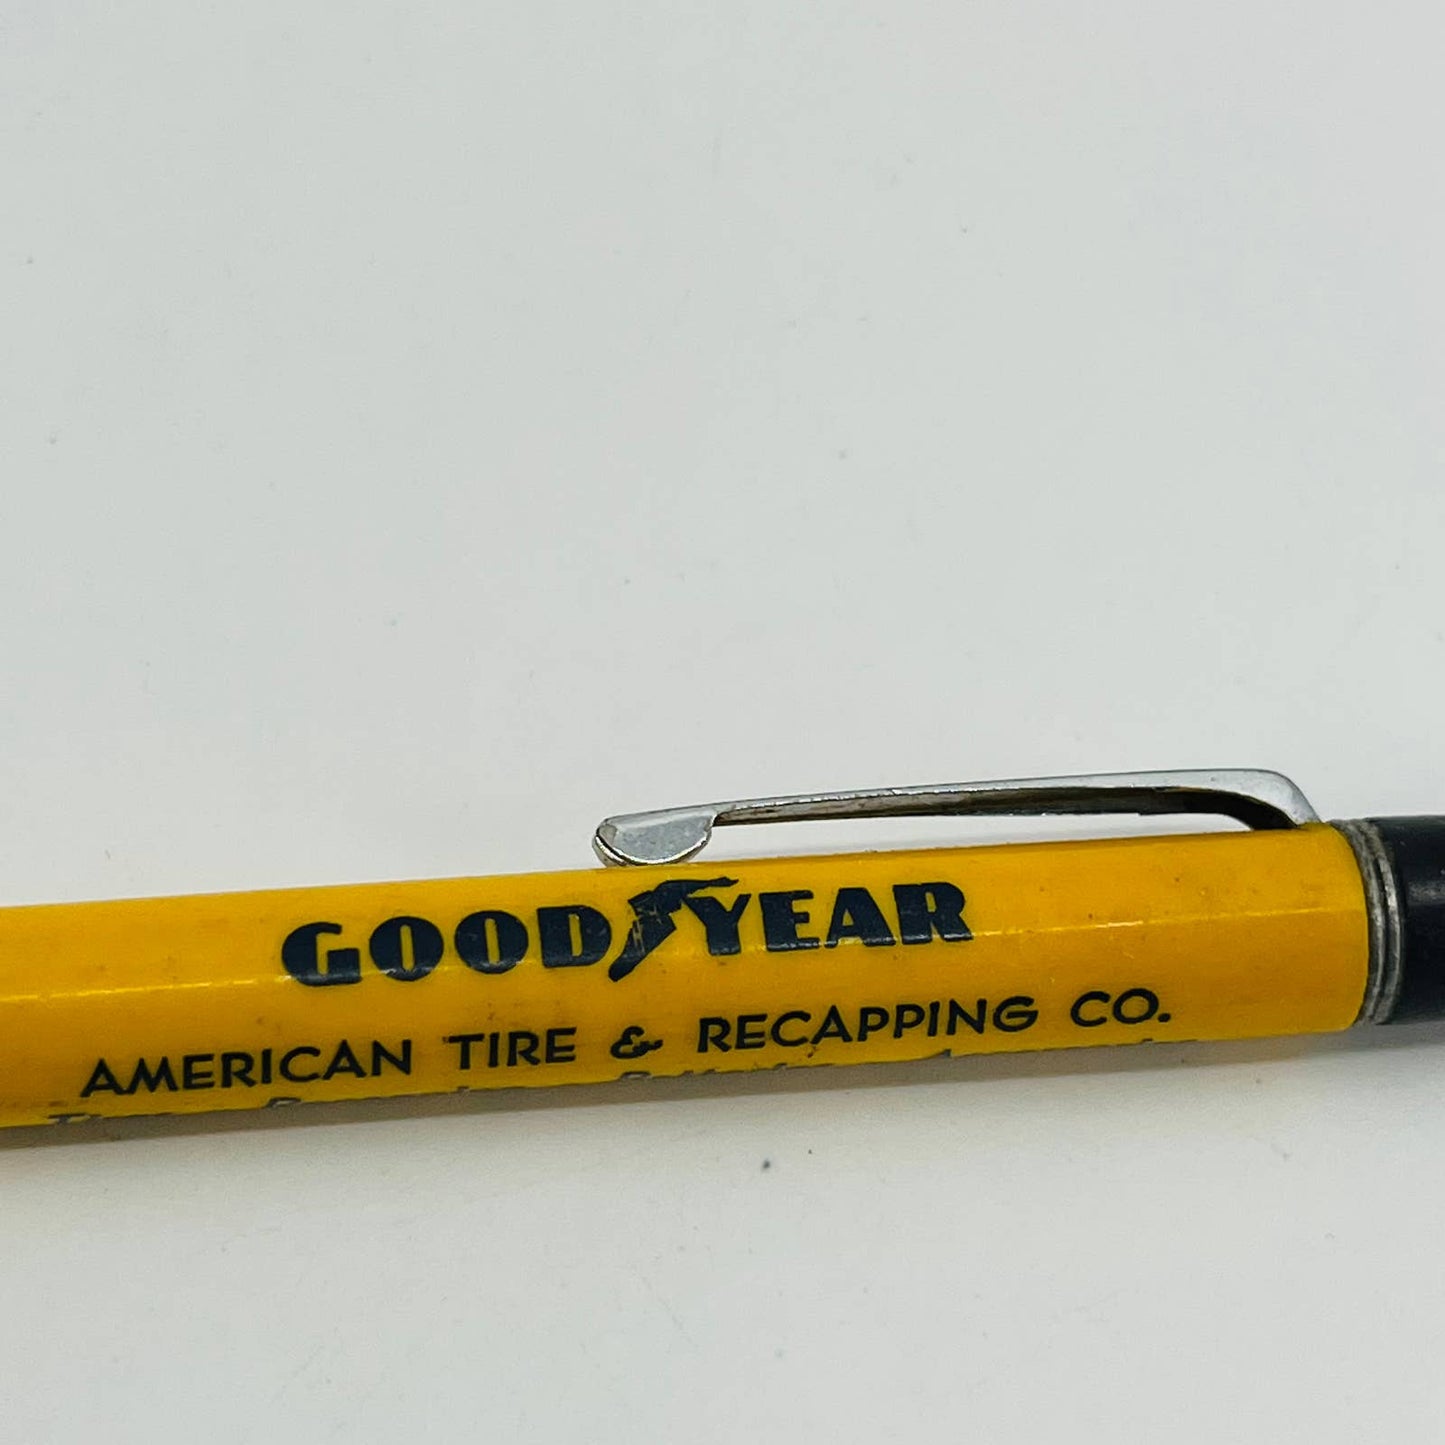 GOODYEAR
AMERICAN TIRE & RECAPPING CO.